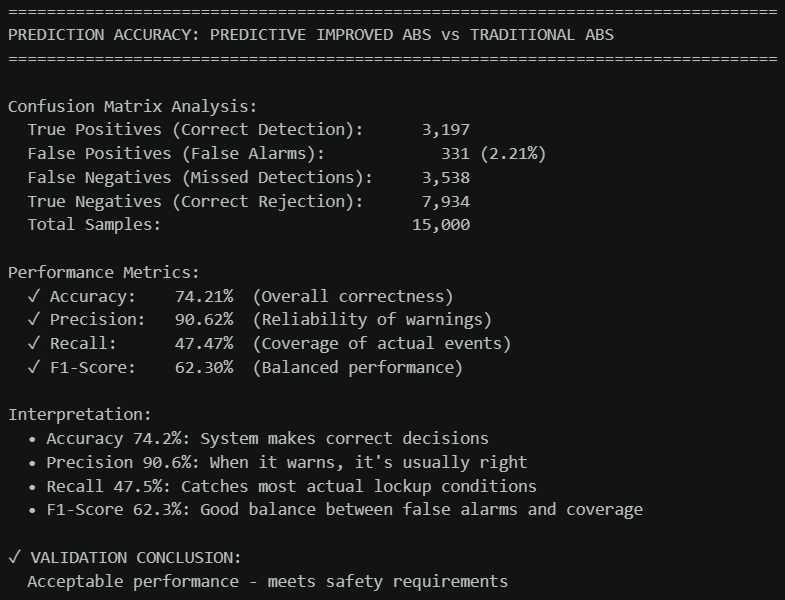 ================================================================================
PREDICTION ACCURACY: PREDICTIVE IMPROVED ABS vs TRADITIONAL ABS
================================================================================
Confusion Matrix Analysis:
True Positives (Correct Detection): 3,197
False Positives (False Alarms): 331 (2.21%)
False Negatives (Missed Detections): 3,538
True Negatives (Correct Rejection): 7,934
Total Samples: 15,000
Performance Metrics:
✓ Accuracy: 74.21% (Overall correctness)
✓ Precision: 90.62% (Reliability of warnings)
✓ Recall: 47.47% (Coverage of actual events)
✓ F1-Score: 62.30% (Balanced performance)
Interpretation:
• Accuracy 74.2%: System makes correct decisions
• Precision 90.6%: When it warns, it's usually right
• Recall 47.5%: Catches most actual lockup conditions
• F1-Score 62.3%: Good balance between false alarms and coverage
✓ VALIDATION CONCLUSION:
Acceptable performance - meets safety requirements